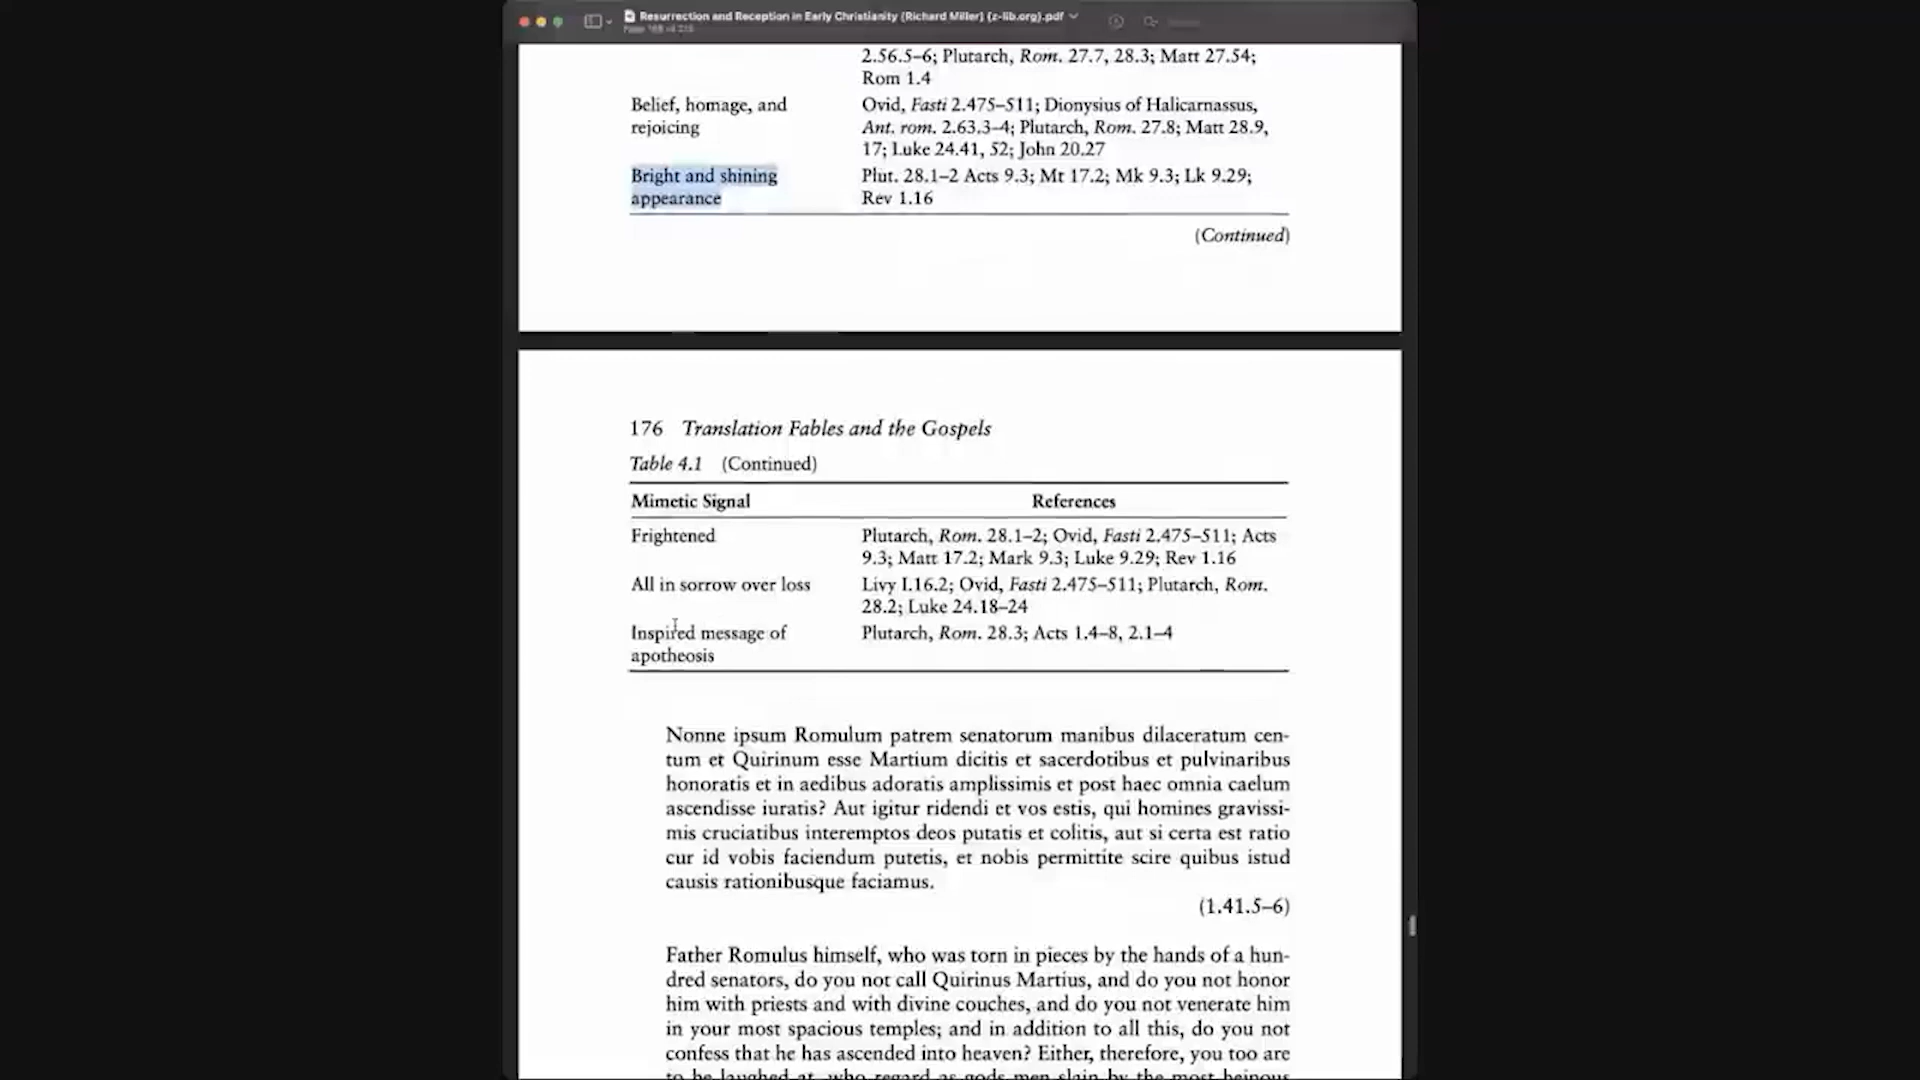 Resurrection and Reception in Early Christianity (Richard Miller) (z-lib.org).pdf
2.56.5–6; Plutarch, Rom. 27.7, 28.3; Matt 27.54;
Rom 1.4
Belief, homage, and
rejoicing
Ovid, Fasti 2.475–511; Dionysius of Halicarnassus,
Ant. rom. 2.63.3–4; Plutarch, Rom. 27.8; Matt 28.9,
17; Luke 24.41, 52; John 20.27
Bright and shining
appearance
Plut. 28.1–2 Acts 9.3; Mt 17.2; Mk 9.3; Lk 9.29;
Rev 1.16
(Continued)
176 Translation Fables and the Gospels
Table 4.1 (Continued)
Mimetic Signal References
Frightened
Plutarch, Rom. 28.1–2; Ovid, Fasti 2.475–511; Acts
9.3; Matt 17.2; Mark 9.3; Luke 9.29; Rev 1.16
All in sorrow over loss
Livy I.16.2; Ovid, Fasti 2.475–511; Plutarch, Rom.
28.2; Luke 24.18–24
Inspired message of
apotheosis
Plutarch, Rom. 28.3; Acts 1.4–8, 2.1–4
Nonne ipsum Romulum patrem senatorum manibus dilaceratum cen-
tum et Quirinum esse Martium dicitis et sacerdotibus et pulvinaribus
honoratis et in aedibus adoratis amplissimis et post haec omnia caelum
ascendisse iuratis? Aut igitur ridendi et vos estis, qui homines gravissi-
mis cruciatibus interemptos deos putatis et colitis, aut si certa est ratio
cur id vobis faciendum putetis, et nobis permittite scire quibus istud
causis rationibusque faciamus.
(1.41.5–6)
Father Romulus himself, who was torn in pieces by the hands of a hun-
dred senators, do you not call Quirinus Martius, and do you not honor
him with priests and with divine couches, and do you not venerate him
in your most spacious temples; and in addition to all this, do you not
confess that he has ascended into heaven? Either, therefore, you too are
to be laughed at, who regard as gods men slain by the most heinous